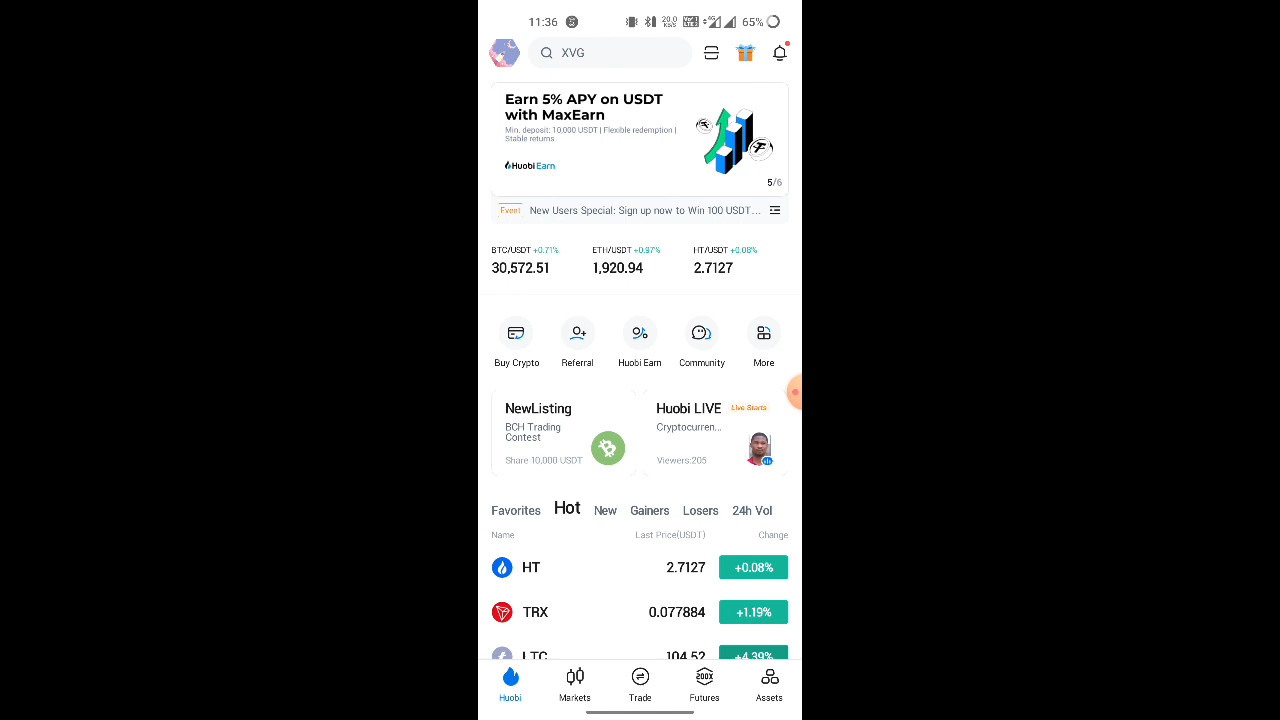 11:36 20.0 KB/S 4G 65%
XVG
Earn 5% APY on USDT
with MaxEarn
Min. deposit: 10,000 USDT | Flexible redemption |
Stable returns
Huobi Earn
5/6
Event New Users Special: Sign up now to Win 100 USDT...
BTC/USDT +0.71% ETH/USDT +0.97% HT/USDT +0.08%
30,572.51 1,920.94 2.7127
Buy Crypto Referral Huobi Earn Community More
NewListing
BCH Trading
Contest
Share 10,000 USDT
Huobi LIVE Live Starts
Cryptocurren...
Viewers:205
Favorites Hot New Gainers Losers 24h Vol
Name Last Price(USDT) Change
HT 2.7127 +0.08%
TRX 0.077884 +1.19%
LTC 104.52 +4.39%
200X
Huobi Markets Trade Futures Assets